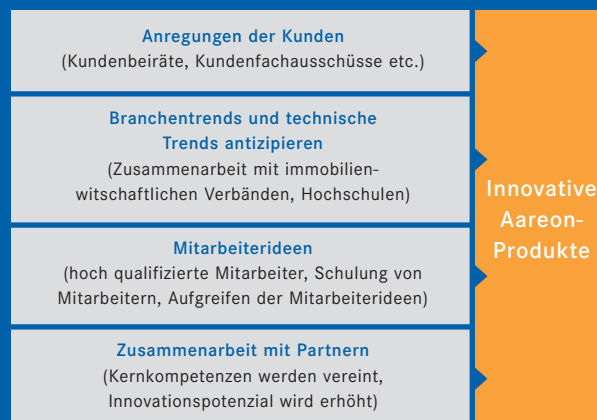 Anregungen der Kunden
(Kundenbeiräte, Kundenfachausschüsse etc.)
Branchentrends und technische
Trends antizipieren
(Zusammenarbeit mit immobilien-
witschaftlichen Verbänden, Hochschulen)
Mitarbeiterideen
(hoch qualifizierte Mitarbeiter, Schulung von
Mitarbeitern, Aufgreifen der Mitarbeiterideen)
Zusammenarbeit mit Partnern
(Kernkompetenzen werden vereint,
Innovationspotenzial wird erhöht)
Innovative
Aareon-
Produkte